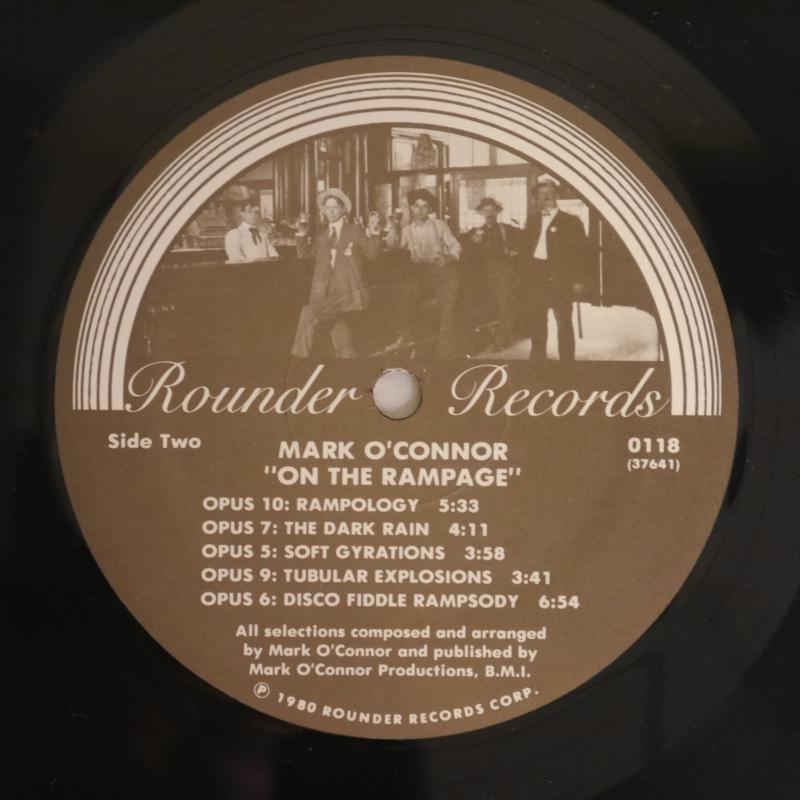 Rounder Records
Side Two
0118
(37641)
MARK O'CONNOR
"ON THE RAMPAGE"
OPUS 10: RAMPOLOGY 5:33
OPUS 7: THE DARK RAIN 4:11
OPUS 5: SOFT GYRATIONS 3:58
OPUS 9: TUBULAR EXPLOSIONS 3:41
OPUS 6: DISCO FIDDLE RAMPSODY 6:54
All selections composed and arranged
by Mark O'Connor and published by
Mark O'Connor Productions, B.M.I.
℗ 1980 ROUNDER RECORDS CORP.